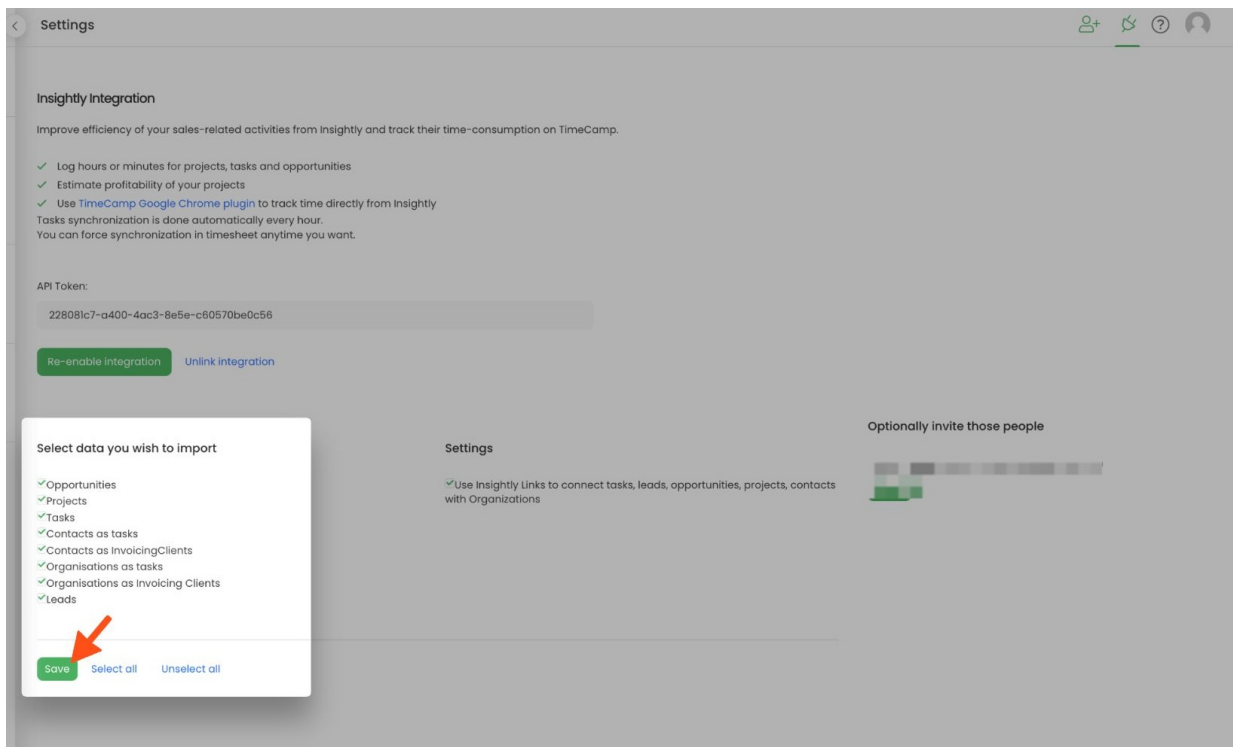 Settings
Insightly Integration
Improve efficiency of your sales-related activities from Insightly and track their time-consumption on TimeCamp.
Log hours or minutes for projects, tasks and opportunities
Estimate profitability of your projects
Use TimeCamp Google Chrome plugin to track time directly from Insightly
Tasks synchronization is done automatically every hour.
You can force synchronization in timesheet anytime you want.
API Token:
228081c7-a400-4ac3-8e5e-c60570be0c56
Re-enable integration Unlink integration
Select data you wish to import
Opportunities
Projects
Tasks
Contacts as tasks
Contacts as InvoicingClients
Organisations as tasks
Organisations as Invoicing Clients
Leads
Save Select all Unselect all
Settings
Use Insightly Links to connect tasks, leads, opportunities, projects, contacts
with Organizations
Optionally invite those people